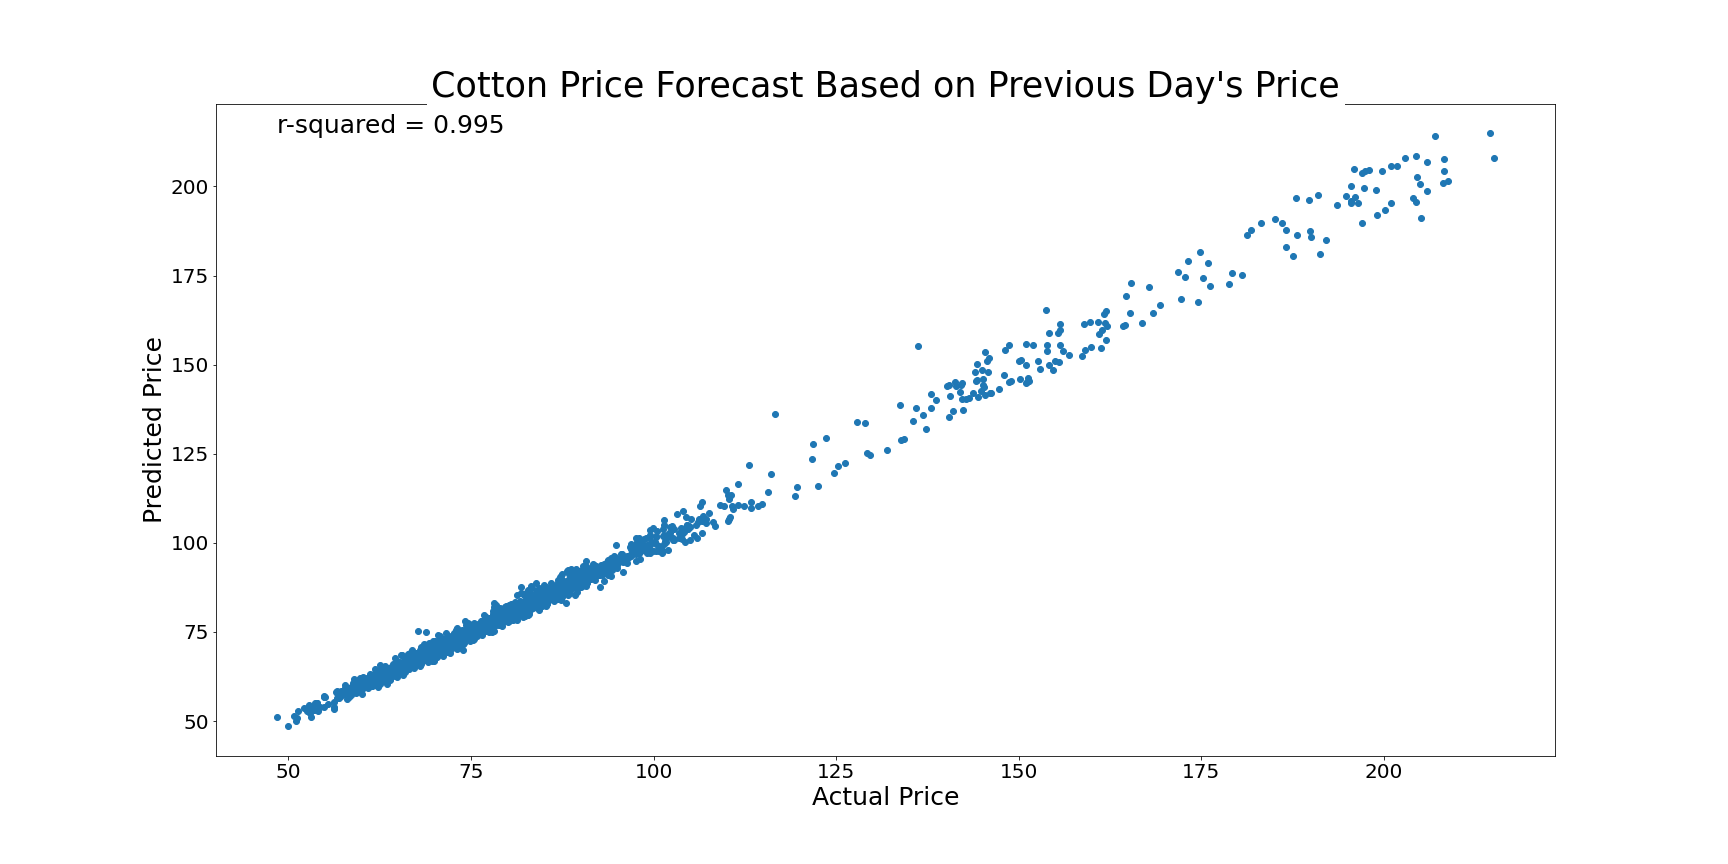 Cotton Price Forecast Based on Previous Day's Price
r-squared = 0.995
200
175
150
125
100
75
50
Predicted Price
50 75 100 125 150 175 200
Actual Price